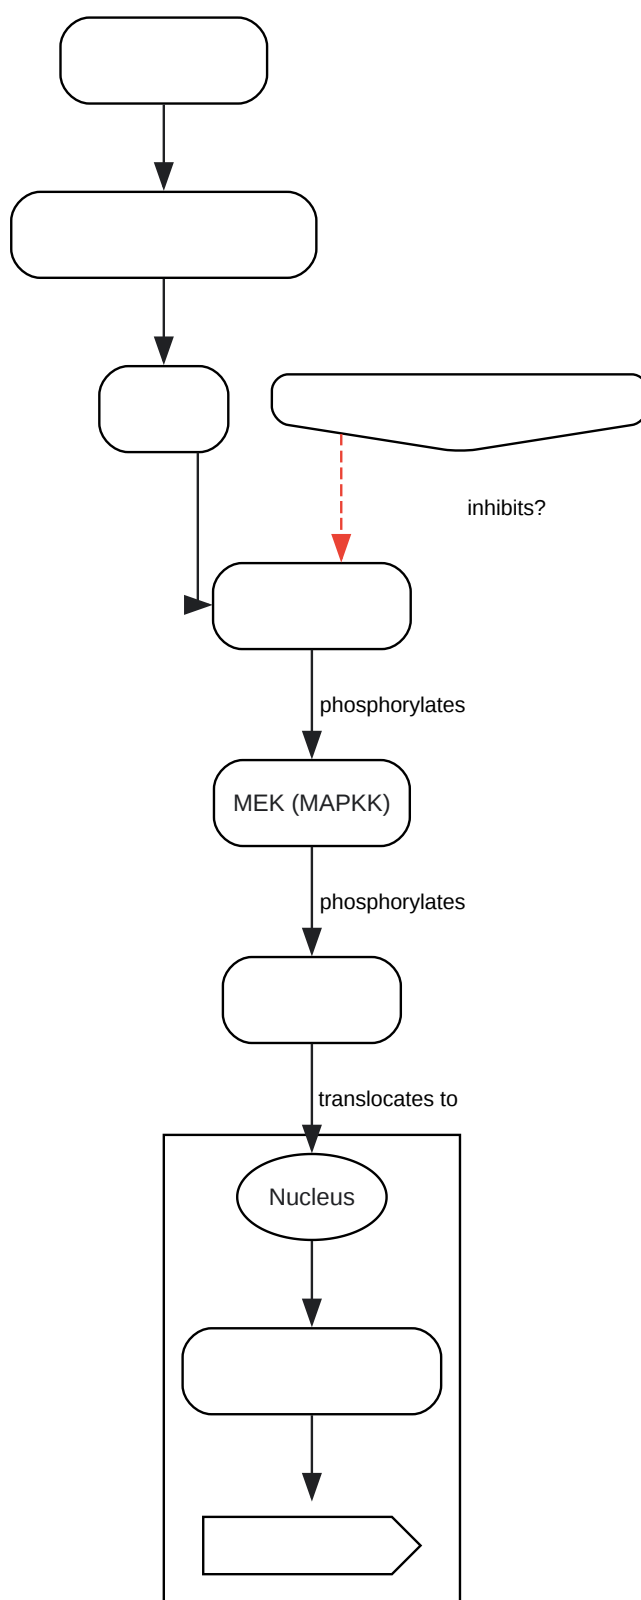 inhibits?
phosphorylates
MEK (MAPKK)
phosphorylates
translocates to
Nucleus